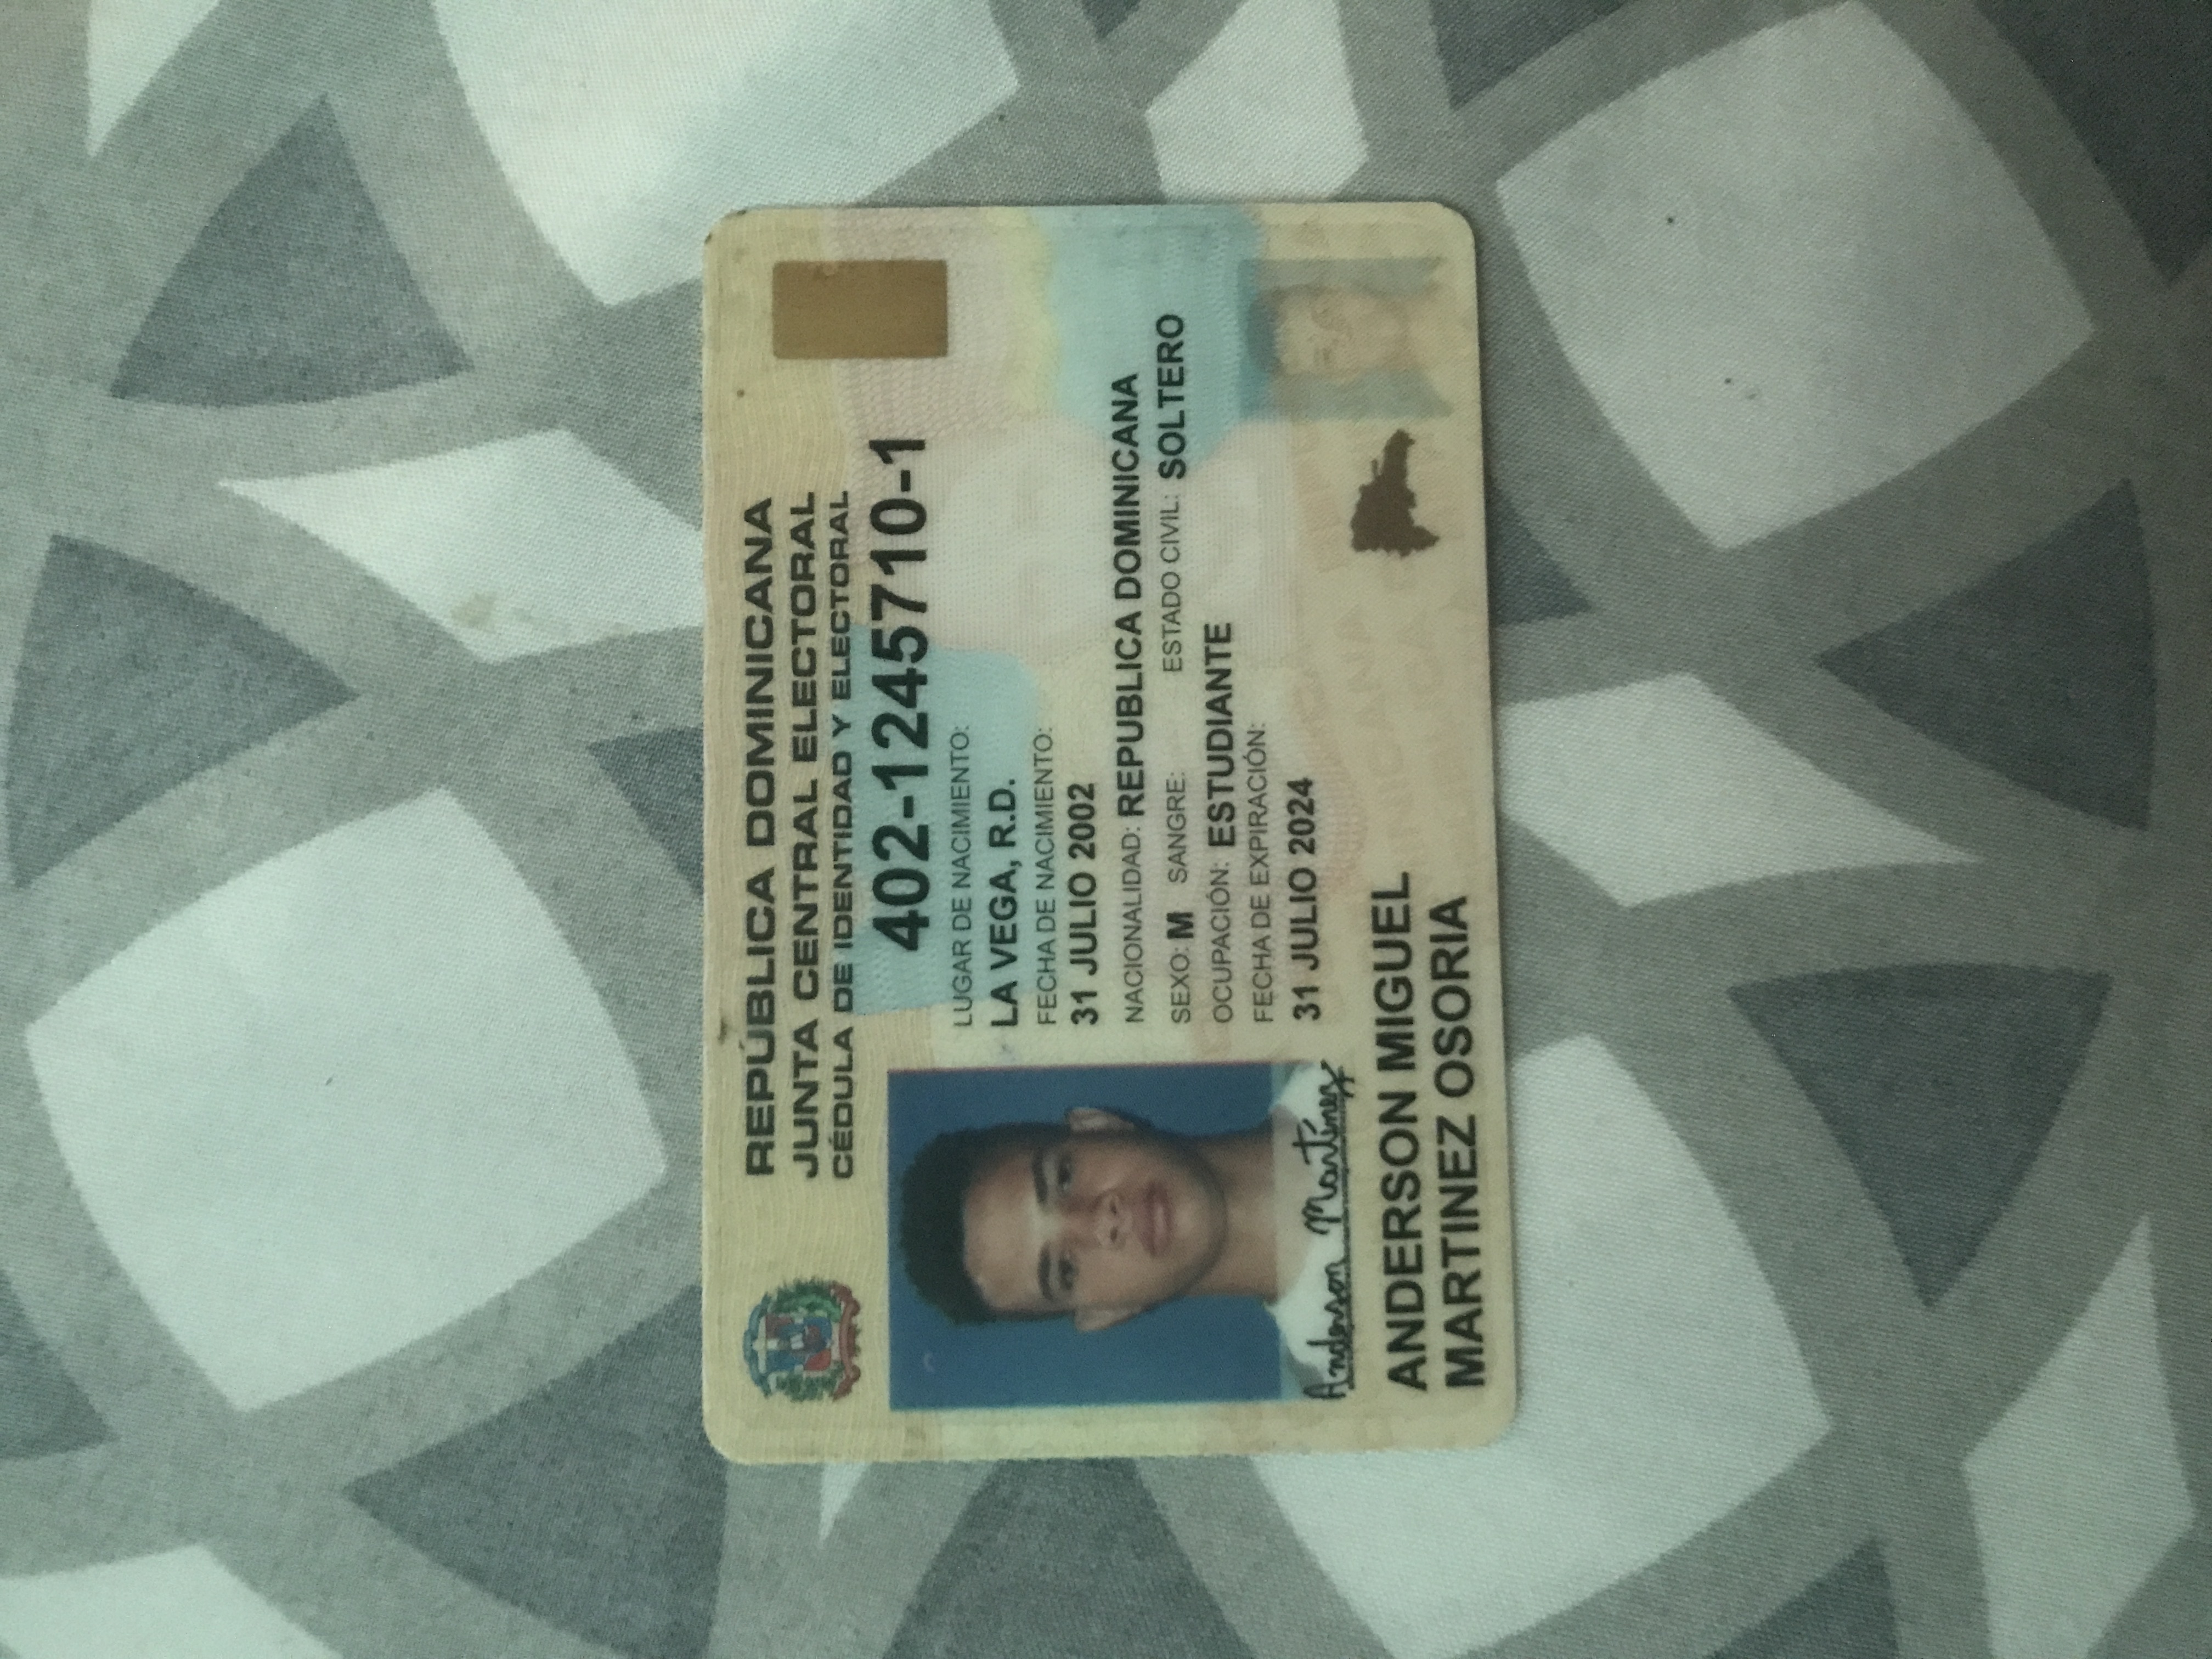 REPÚBLICA DOMINICANA
JUNTA CENTRAL ELECTORAL
CÉDULA DE IDENTIDAD Y ELECTORAL
402-1245710-1
LUGAR DE NACIMIENTO:
LA VEGA, R.D.
FECHA DE NACIMIENTO:
31 JULIO 2002
NACIONALIDAD: REPUBLICA DOMINICANA
SEXO: M SANGRE: ESTADO CIVIL: SOLTERO
OCUPACIÓN: ESTUDIANTE
FECHA DE EXPIRACIÓN:
31 JULIO 2024
Anderson Martínez
ANDERSON MIGUEL
MARTINEZ OSORIA